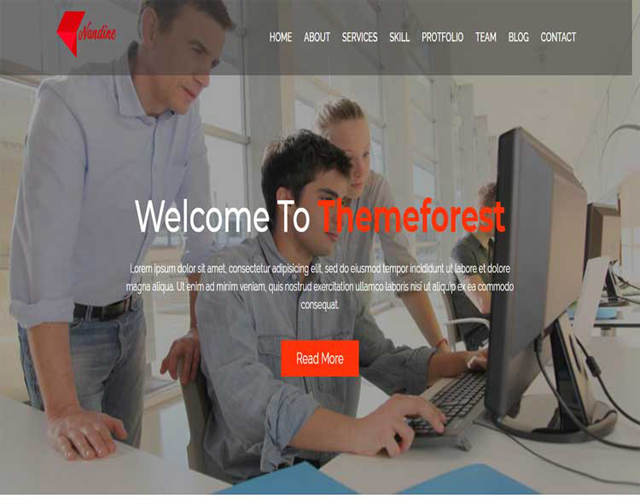 Nandine
HOME ABOUT SERVICES SKILL PROTFOLIO TEAM BLOG CONTACT
Welcome To Themeforest
Lorem ipsum dolor sit amet, consectetur adipisicing elit, sed do eiusmod tempor incididunt ut labore et dolore
magna aliqua. Ut enim ad minim veniam, quis nostrud exercitation ullamco laboris nisi ut aliquip ex ea commodo
consequat.
Read More